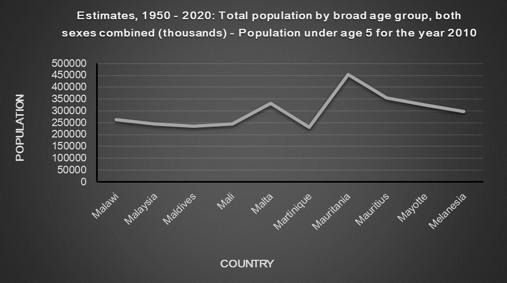 Estimates, 1950 - 2020: Total population by broad age group, both
sexes combined (thousands) - Population under age 5 for the year 2010
POPULATION
500000
450000
400000
350000
300000
250000
200000
150000
100000
50000
0
Malawi
Malaysia
Maldives
Mali
Malta
Martinique
Mauritania
Mauritius
Mayotte
Melanesia
COUNTRY